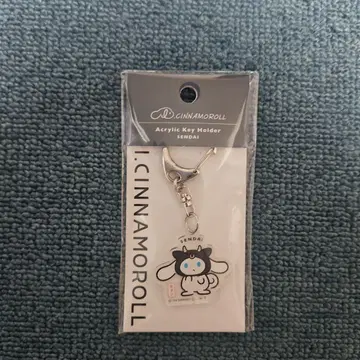 I.CINNAMOROLL
Acrylic Key Holder
SENDAI
I.CINNAMOROLL
SENDAI